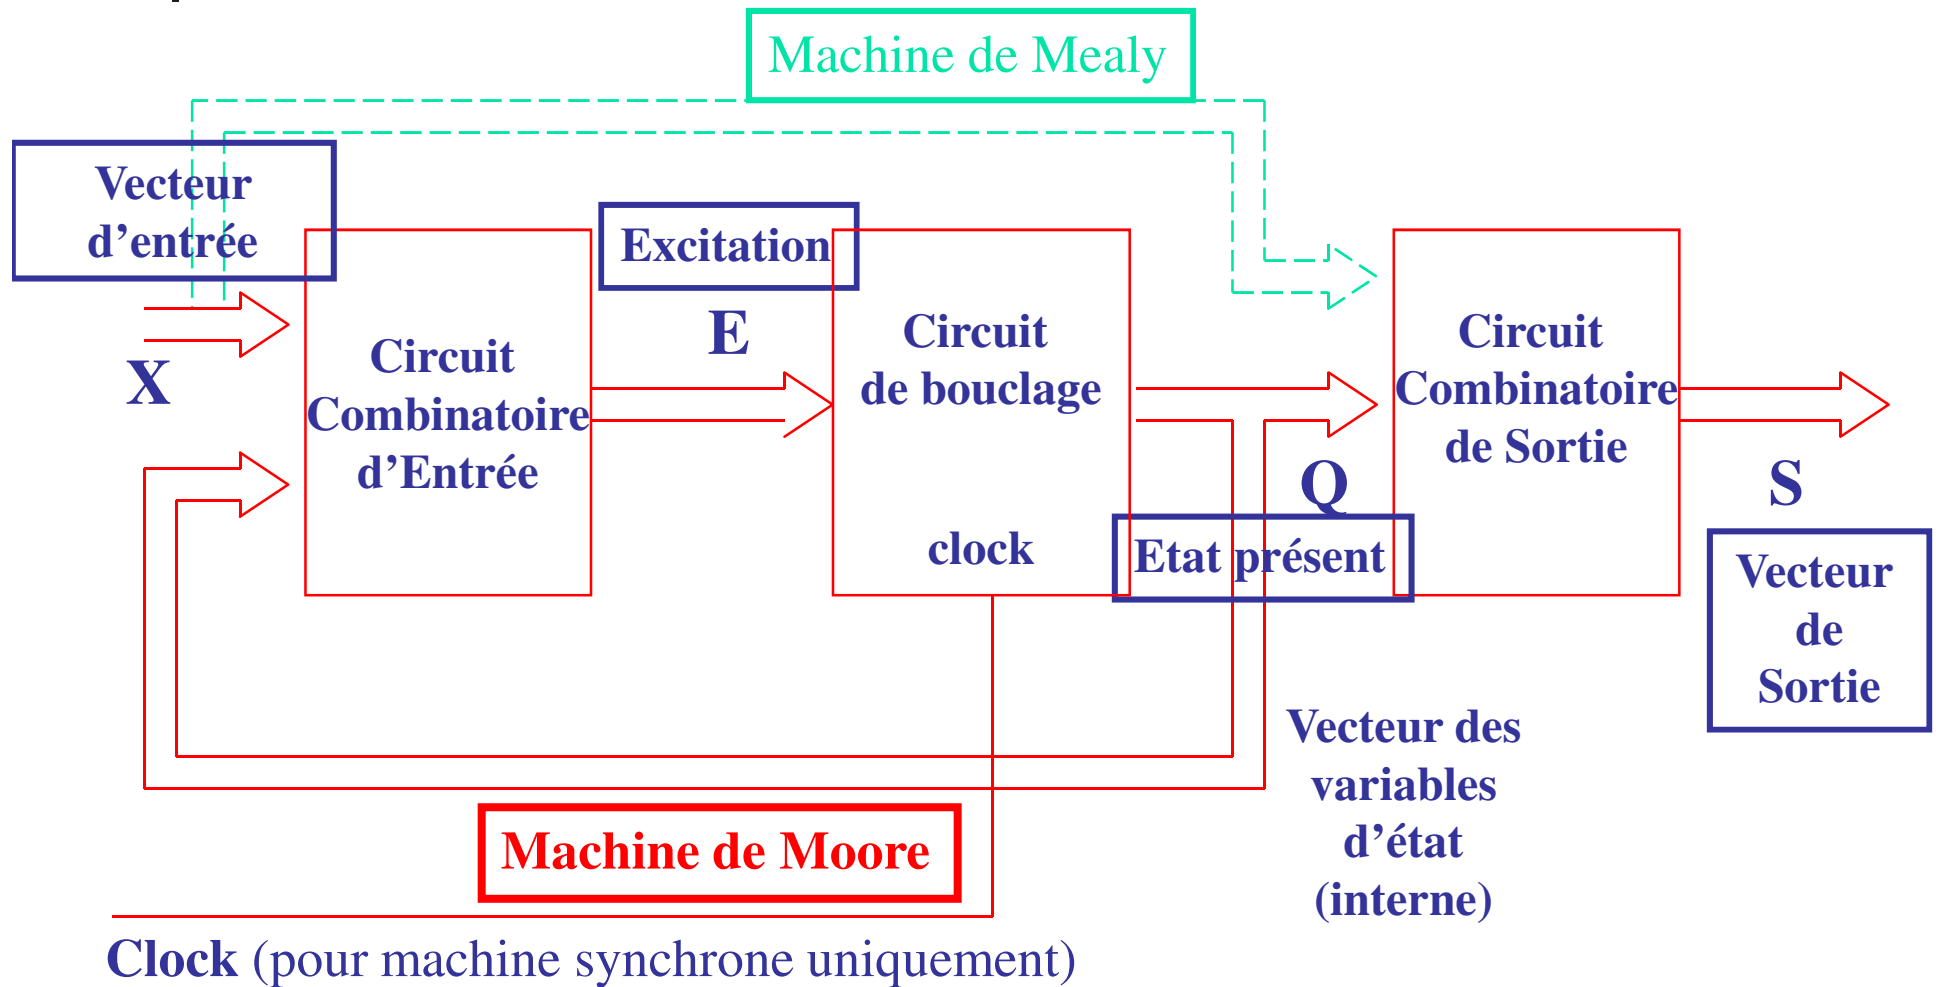 Machine de Mealy
Vecteur
d’entrée
Excitation
E
X
Circuit
Combinatoire
d’Entrée
Circuit
de bouclage
clock
Circuit
Combinatoire
de Sortie
Q
Etat présent
S
Vecteur
de
Sortie
Vecteur des
variables
d’état
(interne)
Machine de Moore
Clock (pour machine synchrone uniquement)